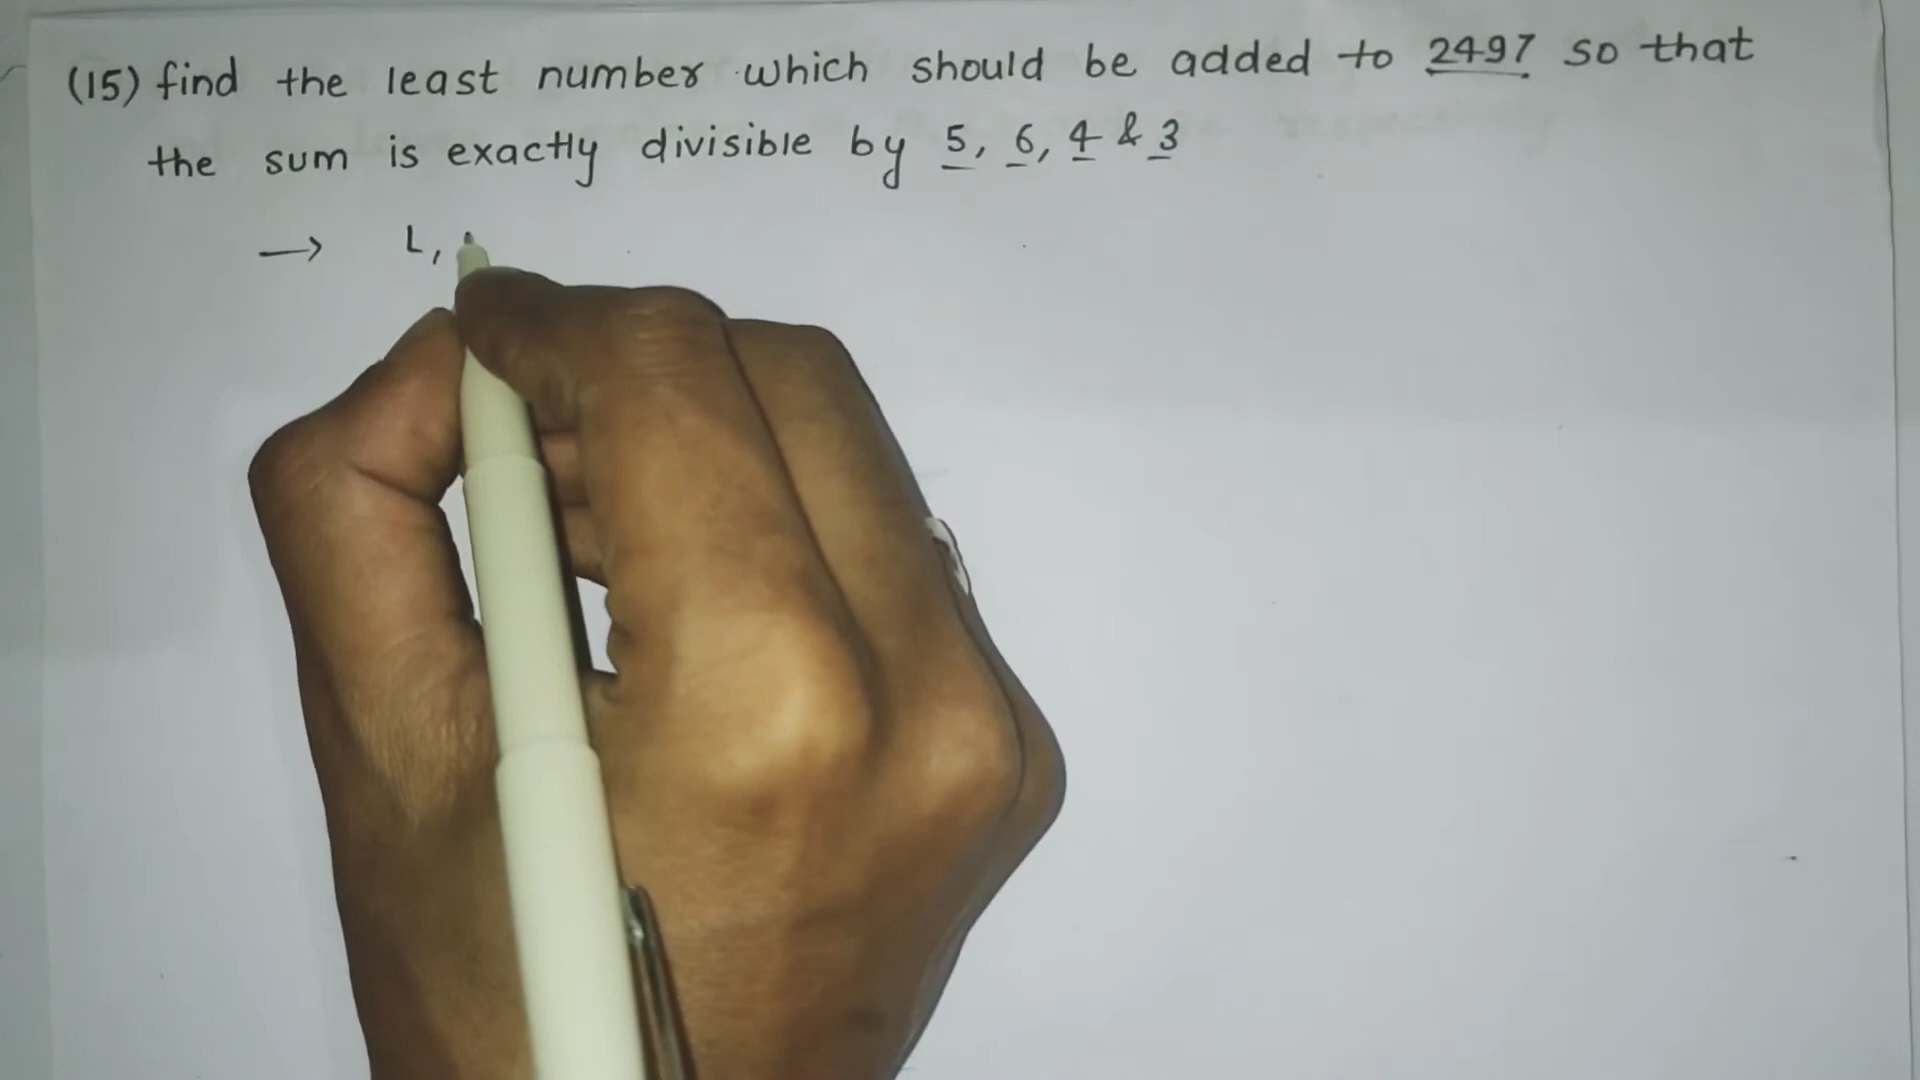 (15) find the least number which should be added to 2497 so that
the sum is exactly divisible by 5, 6, 4 & 3
→ L,